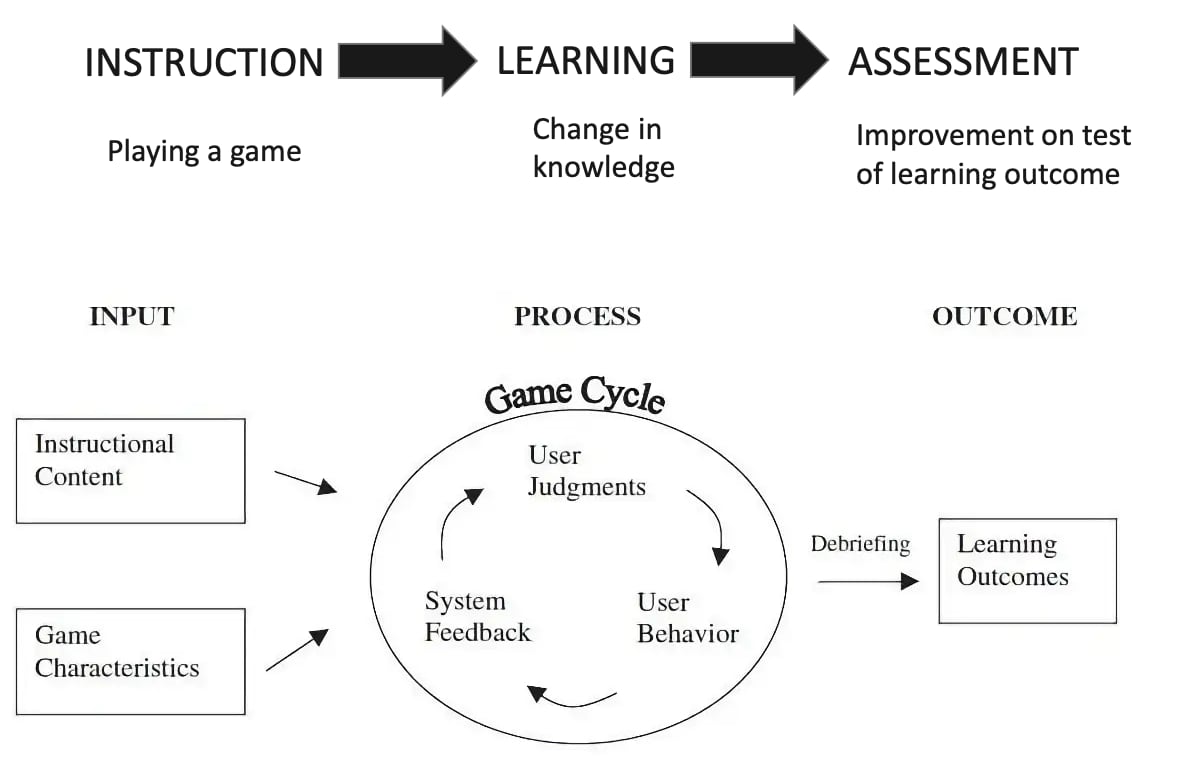 INSTRUCTION
LEARNING
ASSESSMENT
Playing a game
Change in
knowledge
Improvement on test
of learning outcome
INPUT
PROCESS
OUTCOME
Game Cycle
Instructional
Content
Game
Characteristics
User
Judgments
User
Behavior
System
Feedback
Debriefing
Learning
Outcomes